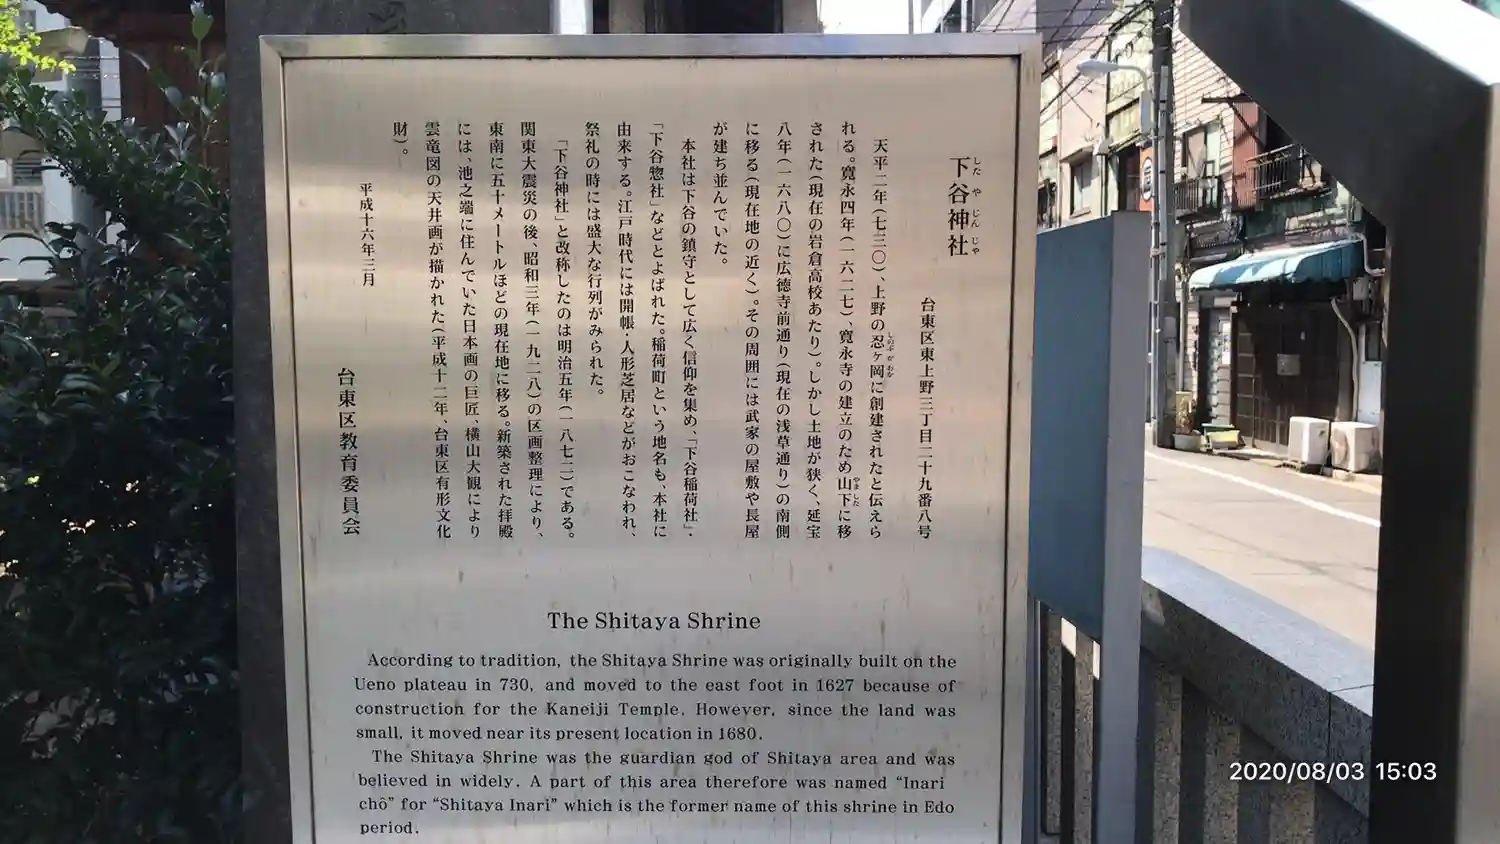 下谷神社
したやじんじゃ
台東区東上野三丁目二十九番八号
天平二年(七三〇)、上野の忍ヶ岡に創建されたと伝えら
しのぶがおか
れる。寛永四年(一六二七)、寛永寺の建立のため山下に移
やました
された(現在の岩倉高校あたり)。しかし土地が狭く、延宝
八年(一六八〇)に広徳寺前通り(現在の浅草通り)の南側
に移る(現在地の近く)。その周囲には武家の屋敷や長屋
が建ち並んでいた。
本社は下谷の鎮守として広く信仰を集め、「下谷稲荷社」・
「下谷惣社」などとよばれた。稲荷町という地名も、本社に
由来する。江戸時代には開帳・人形芝居などがおこなわれ、
祭礼の時には盛大な行列がみられた。
「下谷神社」と改称したのは明治五年(一八七二)である。
関東大震災の後、昭和三年(一九二八)の区画整理により、
東南に五十メートルほどの現在地に移る。新築された拝殿
には、池之端に住んでいた日本画の巨匠、横山大観により
雲竜図の天井画が描かれた(平成十二年、台東区有形文化
財)。
平成十六年三月
台東区教育委員会
The Shitaya Shrine
According to tradition, the Shitaya Shrine was originally built on the
Ueno plateau in 730, and moved to the east foot in 1627 because of
construction for the Kaneiji Temple. However, since the land was
small, it moved near its present location in 1680.
The Shitaya Shrine was the guardian god of Shitaya area and was
believed in widely. A part of this area therefore was named “Inari
chō” for “Shitaya Inari” which is the former name of this shrine in Edo
period.
2020/08/03 15:03